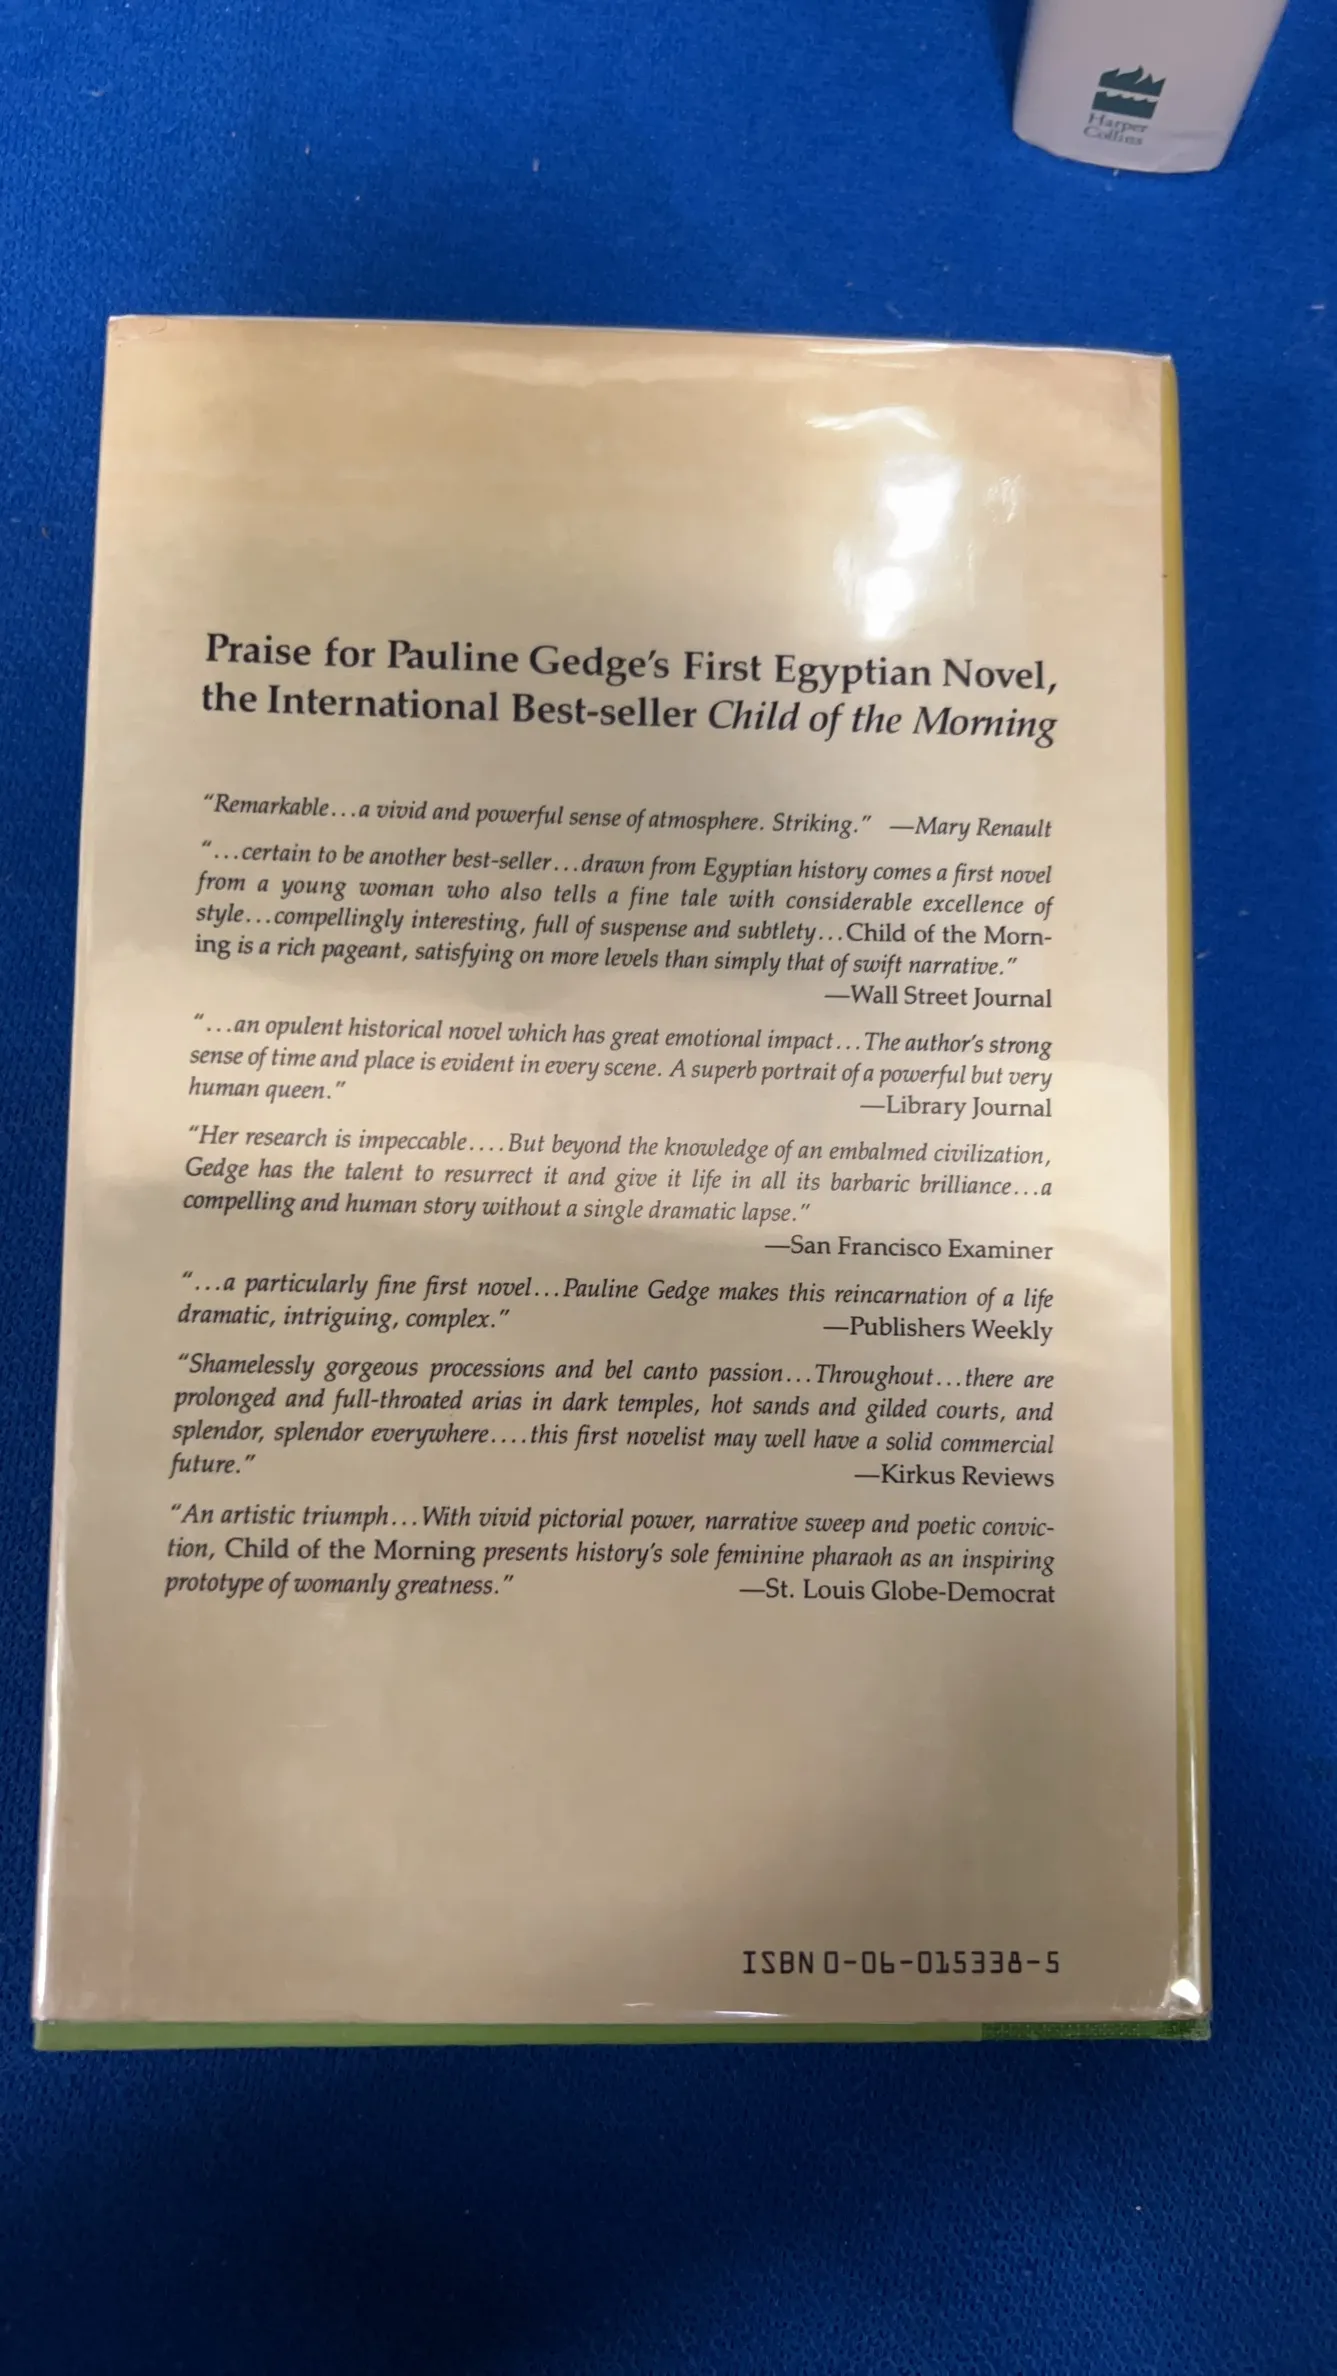 Harper
Collins
Praise for Pauline Gedge's First Egyptian Novel,
the International Best-seller Child of the Morning
“Remarkable...a vivid and powerful sense of atmosphere. Striking.” —Mary Renault
“...certain to be another best-seller...drawn from Egyptian history comes a first novel
from a young woman who also tells a fine tale with considerable excellence of
style...compellingly interesting, full of suspense and subtlety...Child of the Morn-
ing is a rich pageant, satisfying on more levels than simply that of swift narrative.”
—Wall Street Journal
“...an opulent historical novel which has great emotional impact...The author's strong
sense of time and place is evident in every scene. A superb portrait of a powerful but very
human queen.” —Library Journal
“Her research is impeccable....But beyond the knowledge of an embalmed civilization,
Gedge has the talent to resurrect it and give it life in all its barbaric brilliance...a
compelling and human story without a single dramatic lapse.”
—San Francisco Examiner
“...a particularly fine first novel...Pauline Gedge makes this reincarnation of a life
dramatic, intriguing, complex.” —Publishers Weekly
“Shamelessly gorgeous processions and bel canto passion...Throughout...there are
prolonged and full-throated arias in dark temples, hot sands and gilded courts, and
splendor, splendor everywhere....this first novelist may well have a solid commercial
future.” —Kirkus Reviews
“An artistic triumph...With vivid pictorial power, narrative sweep and poetic convic-
tion, Child of the Morning presents history's sole feminine pharaoh as an inspiring
prototype of womanly greatness.” —St. Louis Globe-Democrat
ISBN 0-06-015338-5